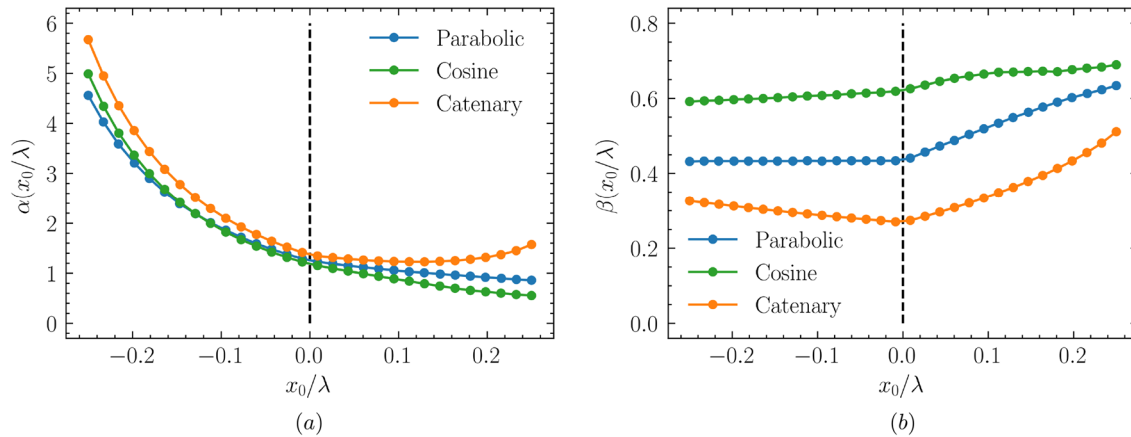 6
5
4
3
2
1
0
α(x₀/λ)
Parabolic
Cosine
Catenary
−0.2
−0.1
0.0
0.1
0.2
x₀/λ
(a)
0.8
0.6
0.4
0.2
0.0
β(x₀/λ)
Parabolic
Cosine
Catenary
−0.2
−0.1
0.0
0.1
0.2
x₀/λ
(b)